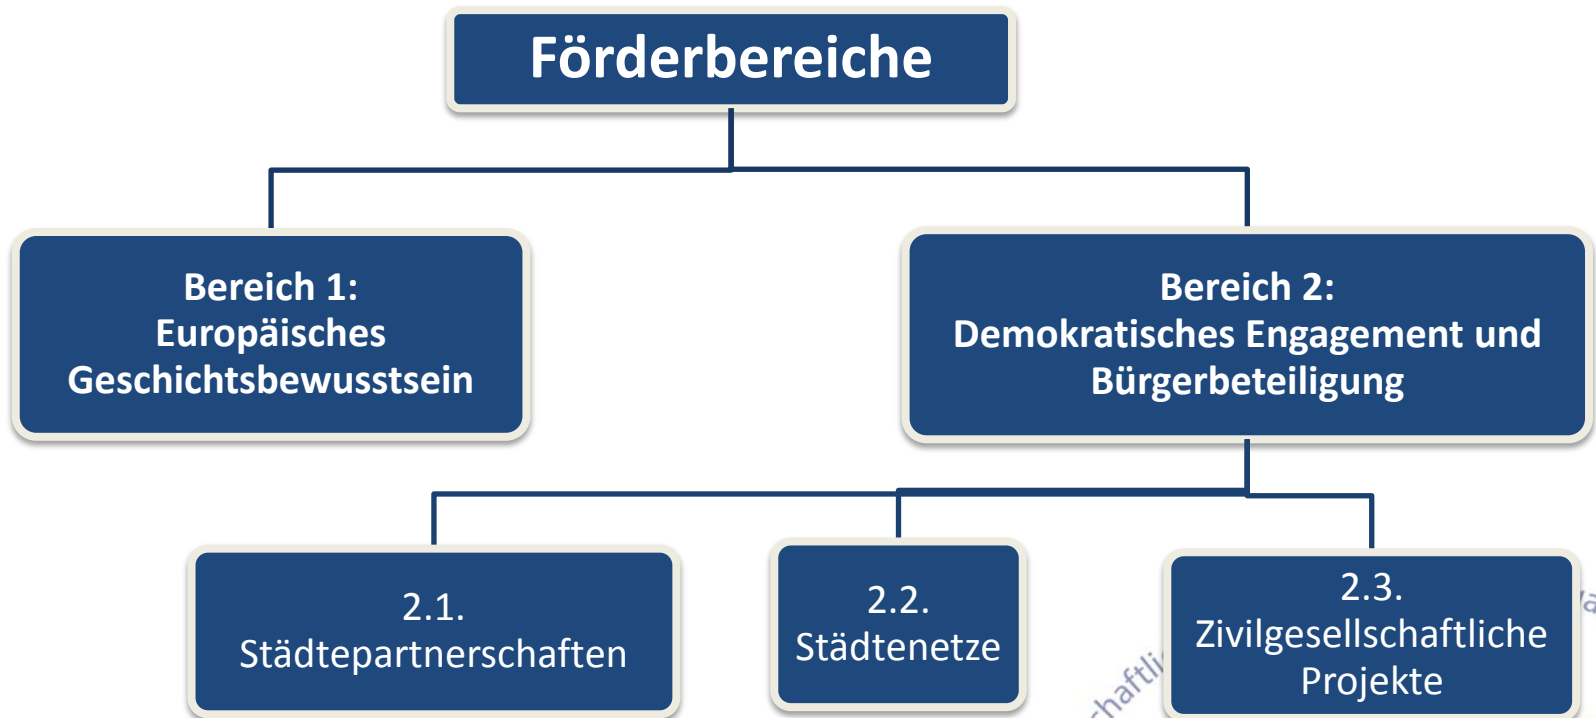 Förderbereiche
Bereich 1:
Europäisches
Geschichtsbewusstsein
Bereich 2:
Demokratisches Engagement und
Bürgerbeteiligung
2.1.
Städtepartnerschaften
2.2.
Städtenetze
2.3.
Zivilgesellschaftliche
Projekte